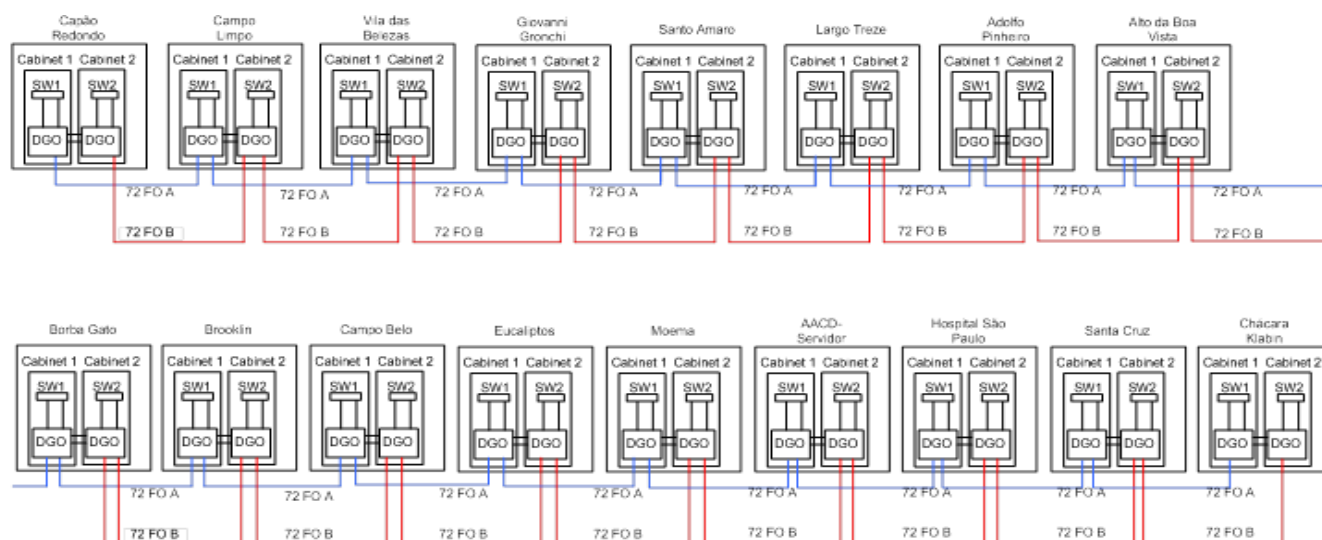 Capão
Redondo
Campo
Limpo
Vila das
Belezas
Giovanni
Gronchi
Santo Amaro
Largo Treze
Adolfo
Pinheiro
Alto da Boa
Vista
Cabinet 1 Cabinet 2
Cabinet 1 Cabinet 2
Cabinet 1 Cabinet 2
Cabinet 1 Cabinet 2
Cabinet 1 Cabinet 2
Cabinet 1 Cabinet 2
Cabinet 1 Cabinet 2
Cabinet 1 Cabinet 2
SW1 SW2
SW1 SW2
SW1 SW2
SW1 SW2
SW1 SW2
SW1 SW2
SW1 SW2
SW1 SW2
DGO DGO
DGO DGO
DGO DGO
DGO DGO
DGO DGO
DGO DGO
DGO DGO
DGO DGO
72 FO A 72 FO A 72 FO A 72 FO A 72 FO A 72 FO A 72 FO A 72 FO A
72 FO B 72 FO B 72 FO B 72 FO B 72 FO B 72 FO B 72 FO B 72 FO B
Borba Gato
Brooklin
Campo Belo
Eucaliptos
Moema
AACD-
Servidor
Hospital São
Paulo
Santa Cruz
Chácara
Klabin
Cabinet 1 Cabinet 2
Cabinet 1 Cabinet 2
Cabinet 1 Cabinet 2
Cabinet 1 Cabinet 2
Cabinet 1 Cabinet 2
Cabinet 1 Cabinet 2
Cabinet 1 Cabinet 2
Cabinet 1 Cabinet 2
Cabinet 1 Cabinet 2
SW1 SW2
SW1 SW2
SW1 SW2
SW1 SW2
SW1 SW2
SW1 SW2
SW1 SW2
SW1 SW2
SW1 SW2
DGO DGO
DGO DGO
DGO DGO
DGO DGO
DGO DGO
DGO DGO
DGO DGO
DGO DGO
DGO DGO
72 FO A 72 FO A 72 FO A 72 FO A 72 FO A 72 FO A 72 FO A 72 FO A
72 FO B 72 FO B 72 FO B 72 FO B 72 FO B 72 FO B 72 FO B 72 FO B